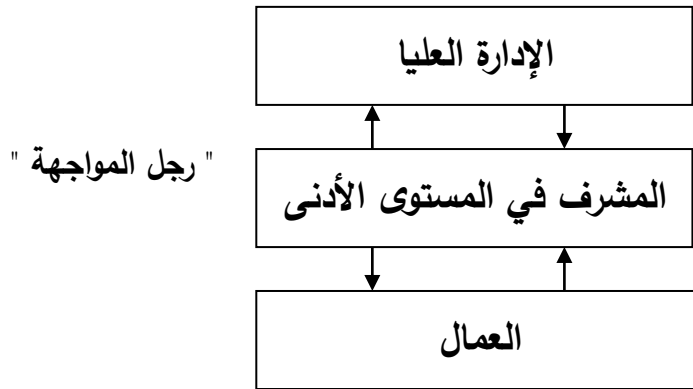 الإدارة العليا
" رجل المواجهة "
المشرف في المستوى الأدنى
العمال